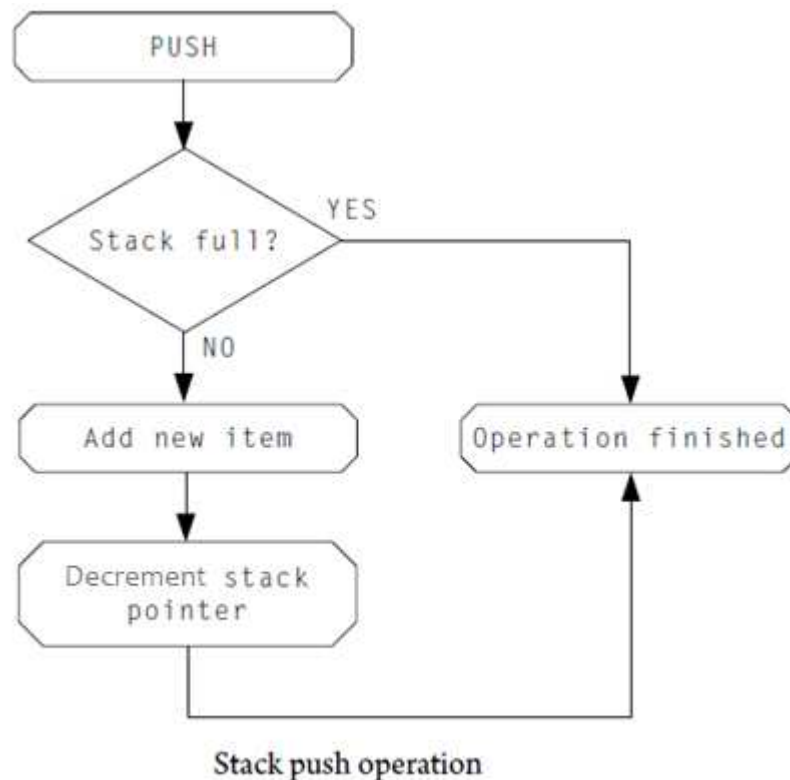 PUSH
YES
Stack full?
NO
Add new item
Operation finished
Decrement stack
pointer
Stack push operation